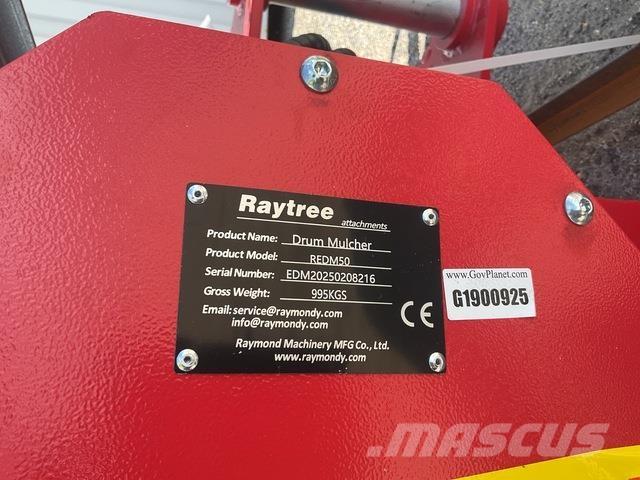 Raytree
attachments
Product Name: Drum Mulcher
Product Model: REDM50
Serial Number: EDM20250208216
Gross Weight: 995KGS
Email: service@raymondy.com
info@raymondy.com
CE
Raymond Machinery MFG Co., Ltd.
www.raymondy.com
www.GovPlanet.com
G1900925
MASCUS